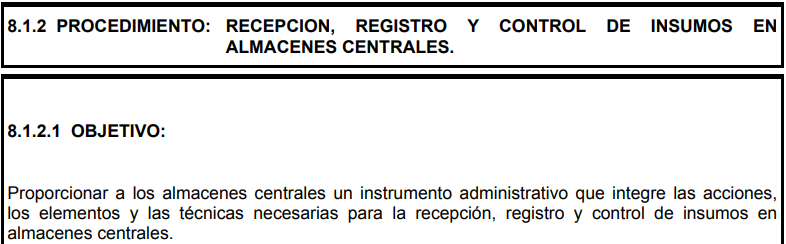 8.1.2 PROCEDIMIENTO: RECEPCION, REGISTRO Y CONTROL DE INSUMOS EN
ALMACENES CENTRALES.
8.1.2.1 OBJETIVO:
Proporcionar a los almacenes centrales un instrumento administrativo que integre las acciones,
los elementos y las técnicas necesarias para la recepción, registro y control de insumos en
almacenes centrales.